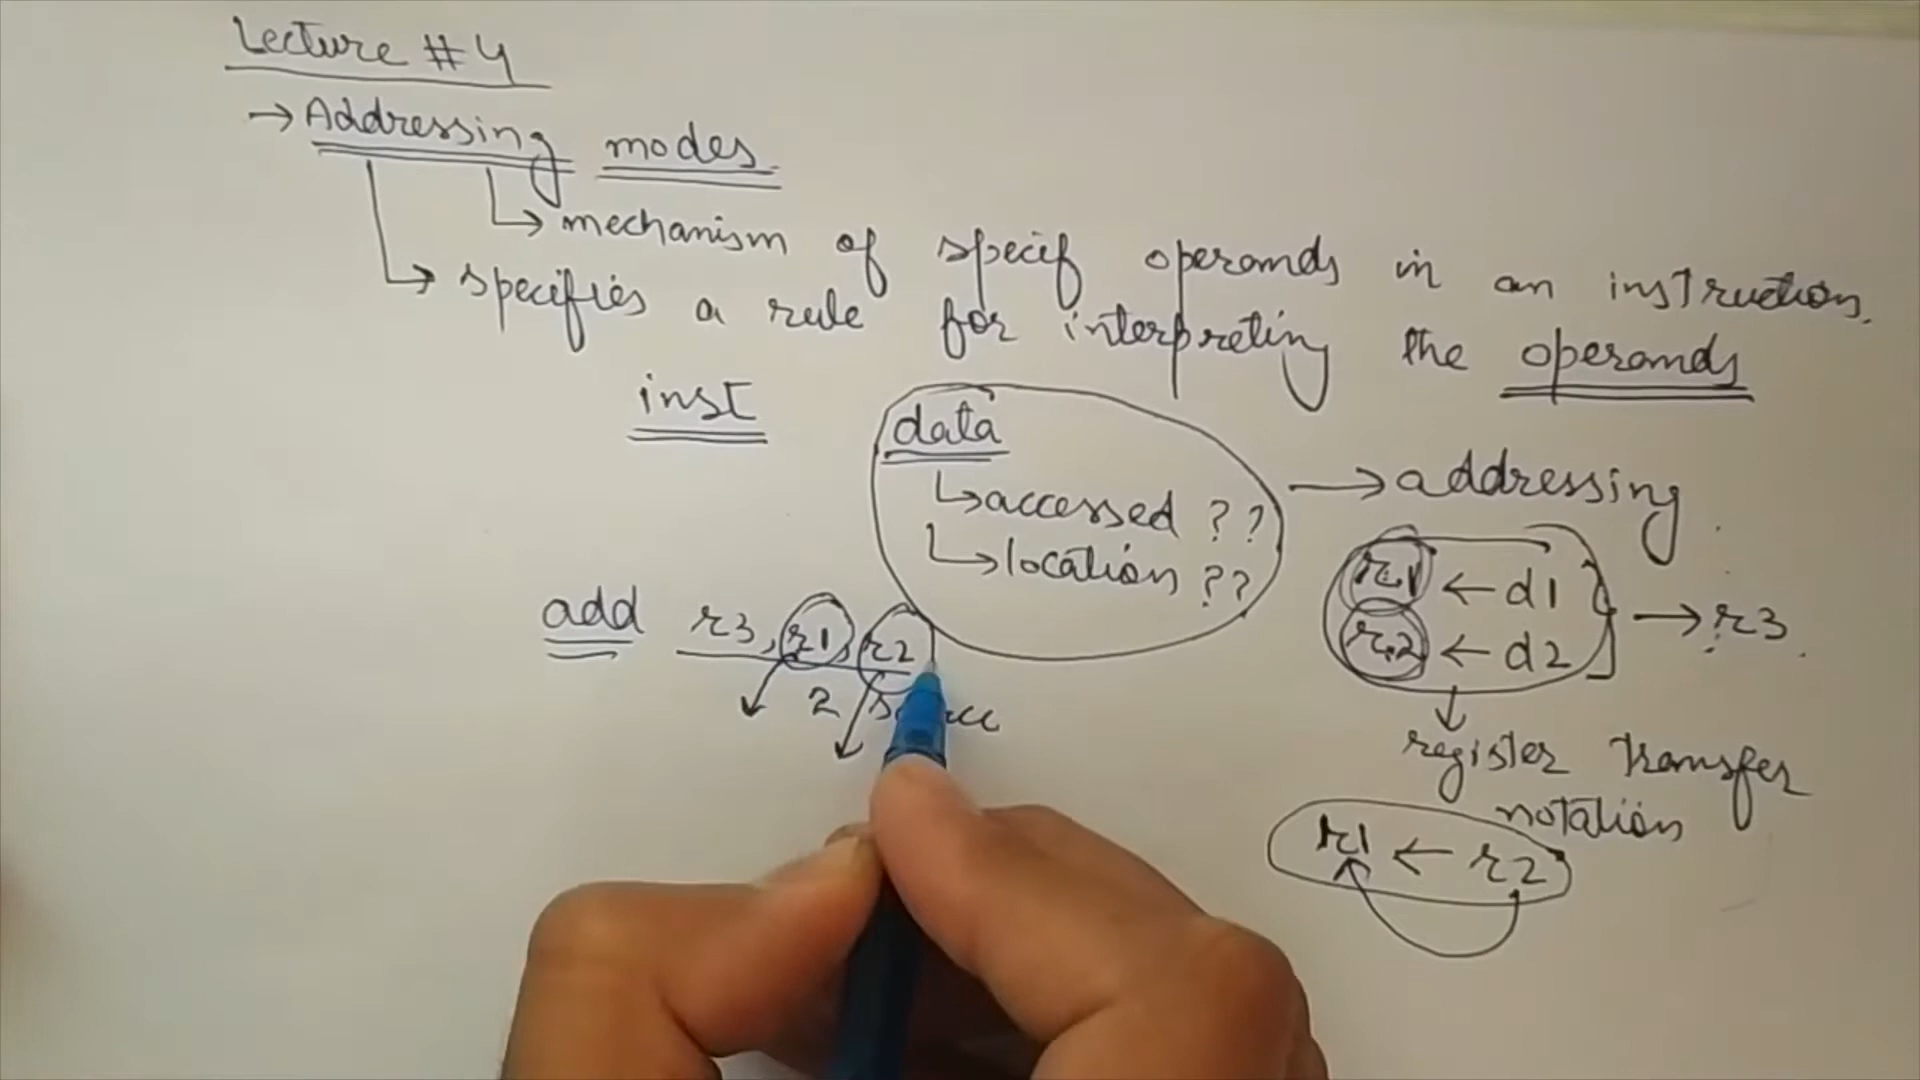 Lecture #4
→ Addressing modes
↳ mechanism of specif operands in an instruction.
↳ specifies a rule for interpreting the operands
inst
data
↳ accessed ??
↳ location ??
→ addressing
r1 ← d1
r2 ← d2
→ r3
add r3, r1, r2
2
register transfer
notation
r1 ← r2